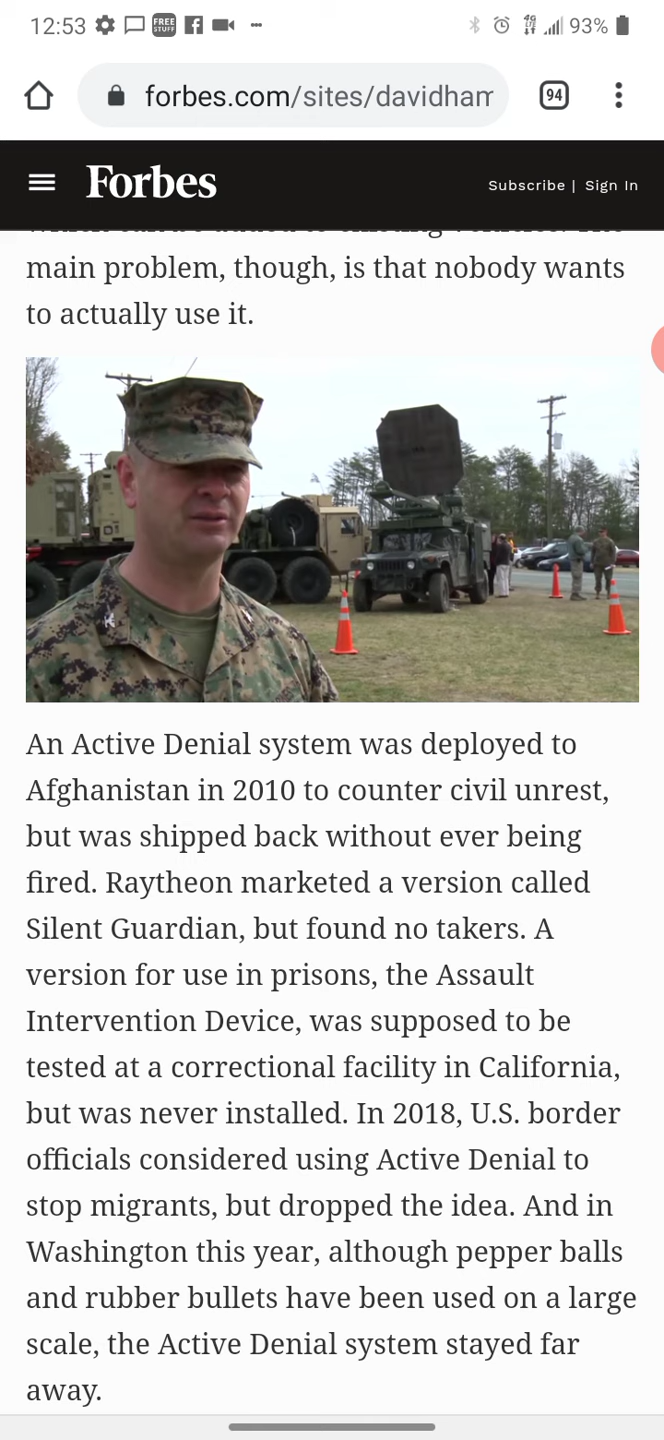 12:53
FREE
STUFF
4G
93%
forbes.com/sites/davidham
94
Forbes
Subscribe | Sign In
main problem, though, is that nobody wants
to actually use it.
An Active Denial system was deployed to
Afghanistan in 2010 to counter civil unrest,
but was shipped back without ever being
fired. Raytheon marketed a version called
Silent Guardian, but found no takers. A
version for use in prisons, the Assault
Intervention Device, was supposed to be
tested at a correctional facility in California,
but was never installed. In 2018, U.S. border
officials considered using Active Denial to
stop migrants, but dropped the idea. And in
Washington this year, although pepper balls
and rubber bullets have been used on a large
scale, the Active Denial system stayed far
away.